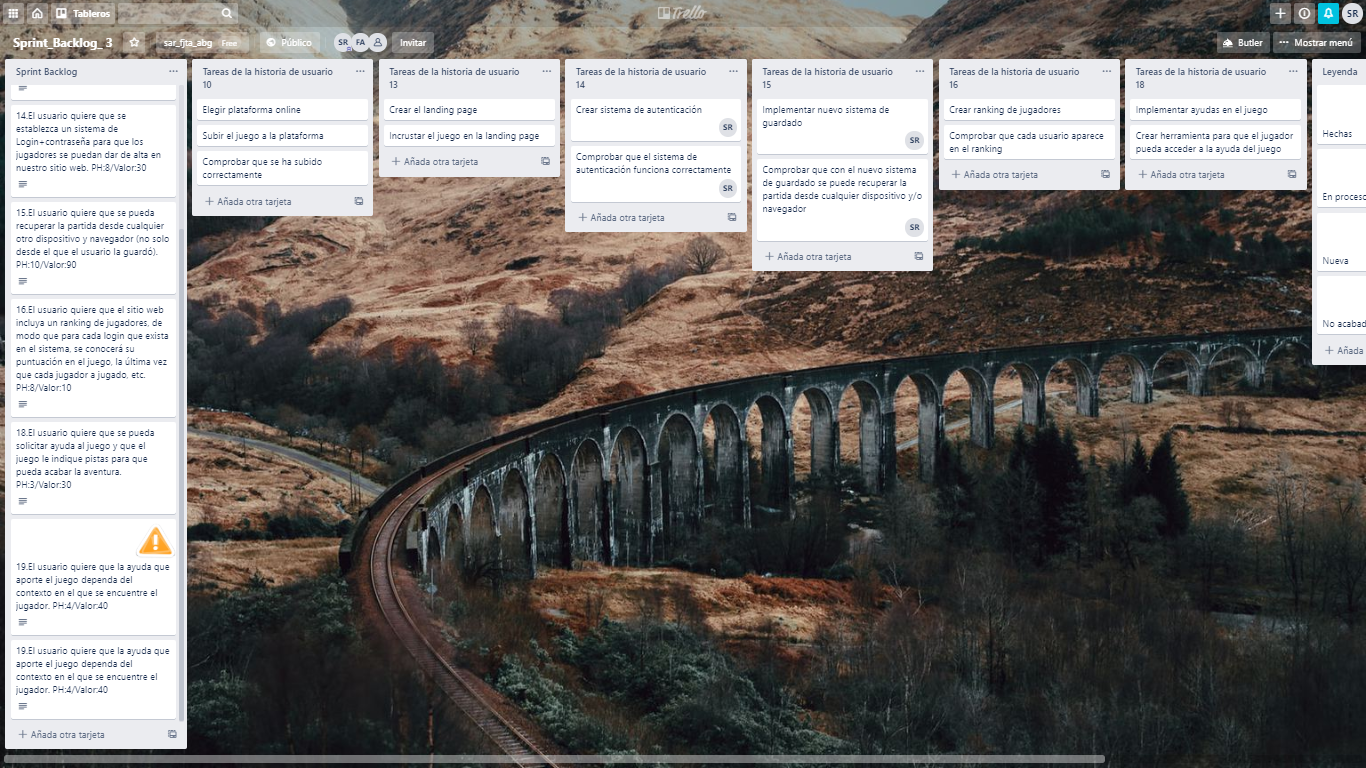 Tableros
Trello
SR
Sprint_Backlog_ 3
sar_fjta_abg
Free
Público
SR
FA
Invitar
Butler
Mostrar menú
Sprint Backlog
14.El usuario quiere que se
establezca un sistema de
Login+contraseña para que los
jugadores se puedan dar de alta en
nuestro sitio web. PH:8/Valor:30
15.El usuario quiere que se pueda
recuperar la partida desde cualquier
otro dispositivo y navegador (no solo
desde el que el usuario la guardó).
PH:10/Valor:90
16.El usuario quiere que el sitio web
incluya un ranking de jugadores, de
modo que para cada login que exista
en el sistema, se conocerá su
puntuación en el juego, la última vez
que cada jugador a jugado, etc.
PH:8/Valor:10
18.El usuario quiere que se pueda
solicitar ayuda al juego y que el
juego le indique pistas para que
pueda acabar la aventura.
PH:3/Valor:30
19.El usuario quiere que la ayuda que
aporte el juego dependa del
contexto en el que se encuentre el
jugador. PH:4/Valor:40
19.El usuario quiere que la ayuda que
aporte el juego dependa del
contexto en el que se encuentre el
jugador. PH:4/Valor:40
Añada otra tarjeta
Tareas de la historia de usuario
10
Elegir plataforma online
Subir el juego a la plataforma
Comprobar que se ha subido
correctamente
Añada otra tarjeta
Tareas de la historia de usuario
13
Crear el landing page
Incrustar el juego en la landing page
Añada otra tarjeta
Tareas de la historia de usuario
14
Crear sistema de autenticación
SR
Comprobar que el sistema de
autenticación funciona correctamente
SR
Añada otra tarjeta
Tareas de la historia de usuario
15
Implementar nuevo sistema de
guardado
SR
Comprobar que con el nuevo sistema
de guardado se puede recuperar la
partida desde cualquier dispositivo y/o
navegador
SR
Añada otra tarjeta
Tareas de la historia de usuario
16
Crear ranking de jugadores
Comprobar que cada usuario aparece
en el ranking
Añada otra tarjeta
Tareas de la historia de usuario
18
Implementar ayudas en el juego
Crear herramienta para que el jugador
pueda acceder a la ayuda del juego
Añada otra tarjeta
Leyenda
Hechas
En proceso
Nueva
No acabad
Añada